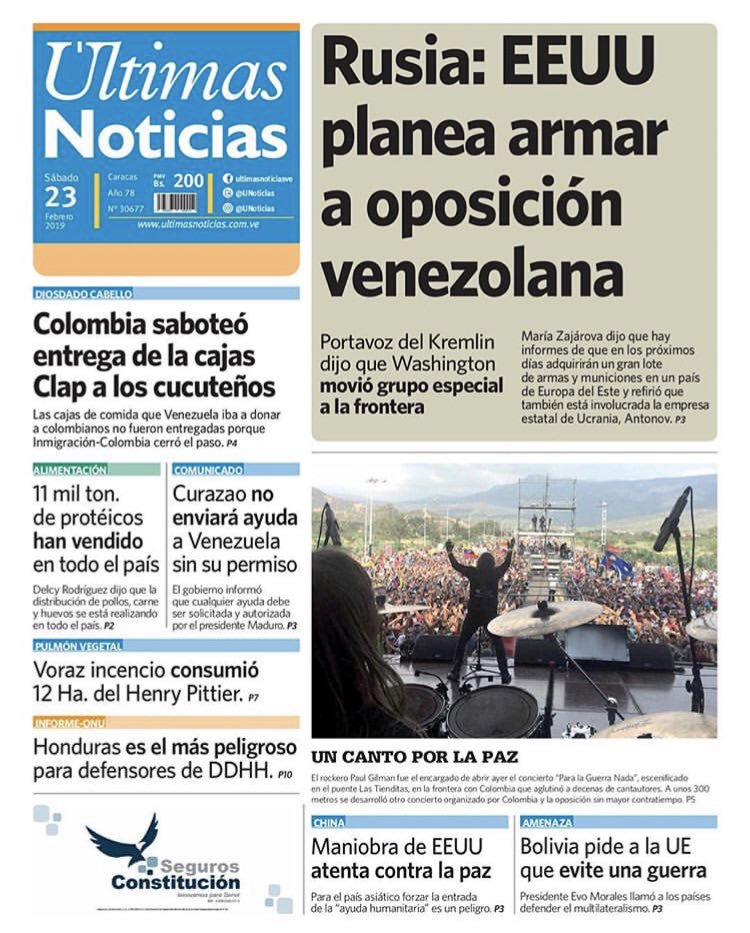 Últimas
Noticias
Sábado
23
Febrero
2019
Caracas
Año 78
Nº 30677
PMV
Bs. 200
ultimasnoticiasve
@UNoticias
@UNoticias
www.ultimasnoticias.com.ve
Rusia: EEUU
planea armar
a oposición
venezolana
Portavoz del Kremlin
dijo que Washington
movió grupo especial
a la frontera
María Zajárova dijo que hay
informes de que en los próximos
días adquirirán un gran lote
de armas y municiones en un país
de Europa del Este y refirió que
también está involucrada la empresa
estatal de Ucrania, Antonov. P3
DIOSDADO CABELLO
Colombia saboteó
entrega de la cajas
Clap a los cucuteños
Las cajas de comida que Venezuela iba a donar
a colombianos no fueron entregadas porque
Inmigración-Colombia cerró el paso. P4
ALIMENTACIÓN
11 mil ton.
de protéicos
han vendido
en todo el país
Delcy Rodríguez dijo que la
distribución de pollos, carne
y huevos se está realizando
en todo el país. P2
COMUNICADO
Curazao no
enviará ayuda
a Venezuela
sin su permiso
El gobierno informó
que cualquier ayuda debe
ser solicitada y autorizada
por el presidente Maduro. P3
PULMÓN VEGETAL
Voraz incencio consumió
12 Ha. del Henry Pittier. P7
INFORME-ONU
Honduras es el más peligroso
para defensores de DDHH. P10
UN CANTO POR LA PAZ
El rockero Paul Gilman fue el encargado de abrir ayer el concierto "Para la Guerra Nada", escenificado
en el puente Las Tienditas, en la frontera con Colombia que aglutinó a decenas de cantautores. A unos 300
metros se desarrolló otro concierto organizado por Colombia y la oposición sin mayor contratiempo. P5
Seguros
Constitución
Innovamos para Servir
CHINA
Maniobra de EEUU
atenta contra la paz
Para el país asiático forzar la entrada
de la "ayuda humanitaria" es un peligro. P3
AMENAZA
Bolivia pide a la UE
que evite una guerra
Presidente Evo Morales llamó a los países
defender el multilateralismo. P3